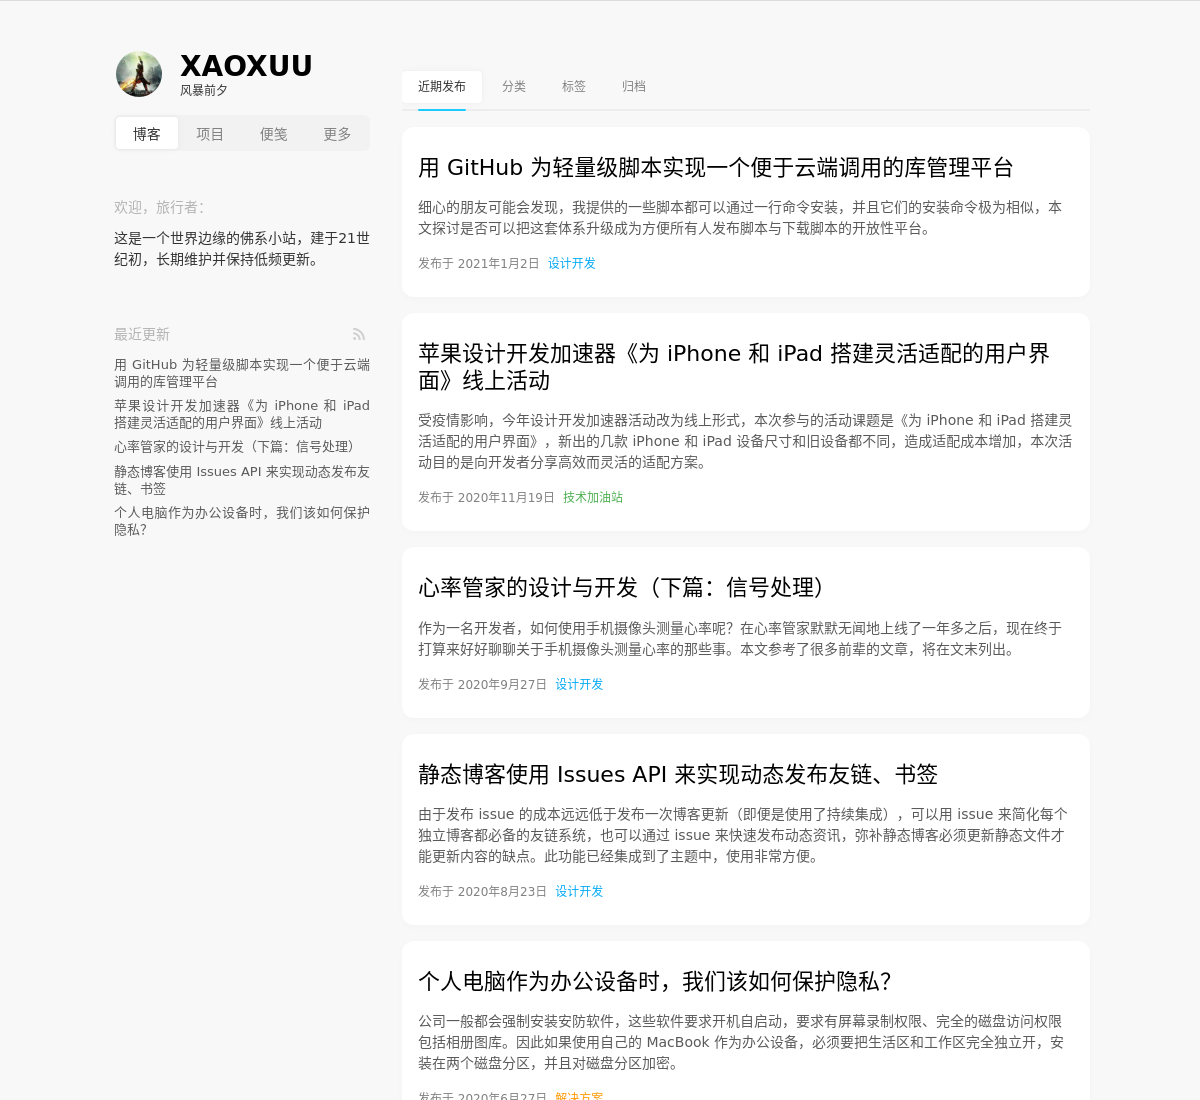 XAOXUU
风暴前夕
博客 项目 便笺 更多
欢迎，旅行者：
这是一个世界边缘的佛系小站，建于21世
纪初，长期维护并保持低频更新。
最近更新
用 GitHub 为轻量级脚本实现一个便于云端
调用的库管理平台
苹果设计开发加速器《为 iPhone 和 iPad
搭建灵活适配的用户界面》线上活动
心率管家的设计与开发（下篇：信号处理）
静态博客使用 Issues API 来实现动态发布友
链、书签
个人电脑作为办公设备时，我们该如何保护
隐私？
近期发布 分类 标签 归档
用 GitHub 为轻量级脚本实现一个便于云端调用的库管理平台
细心的朋友可能会发现，我提供的一些脚本都可以通过一行命令安装，并且它们的安装命令极为相似，本
文探讨是否可以把这套体系升级成为方便所有人发布脚本与下载脚本的开放性平台。
发布于 2021年1月2日 设计开发
苹果设计开发加速器《为 iPhone 和 iPad 搭建灵活适配的用户界
面》线上活动
受疫情影响，今年设计开发加速器活动改为线上形式，本次参与的活动课题是《为 iPhone 和 iPad 搭建灵
活适配的用户界面》，新出的几款 iPhone 和 iPad 设备尺寸和旧设备都不同，造成适配成本增加，本次活
动目的是向开发者分享高效而灵活的适配方案。
发布于 2020年11月19日 技术加油站
心率管家的设计与开发（下篇：信号处理）
作为一名开发者，如何使用手机摄像头测量心率呢？在心率管家默默无闻地上线了一年多之后，现在终于
打算来好好聊聊关于手机摄像头测量心率的那些事。本文参考了很多前辈的文章，将在文末列出。
发布于 2020年9月27日 设计开发
静态博客使用 Issues API 来实现动态发布友链、书签
由于发布 issue 的成本远远低于发布一次博客更新（即便是使用了持续集成），可以用 issue 来简化每个
独立博客都必备的友链系统，也可以通过 issue 来快速发布动态资讯，弥补静态博客必须更新静态文件才
能更新内容的缺点。此功能已经集成到了主题中，使用非常方便。
发布于 2020年8月23日 设计开发
个人电脑作为办公设备时，我们该如何保护隐私？
公司一般都会强制安装安防软件，这些软件要求开机自启动，要求有屏幕录制权限、完全的磁盘访问权限
包括相册图库。因此如果使用自己的 MacBook 作为办公设备，必须要把生活区和工作区完全独立开，安
装在两个磁盘分区，并且对磁盘分区加密。
发布于 2020年6月27日 解决方案